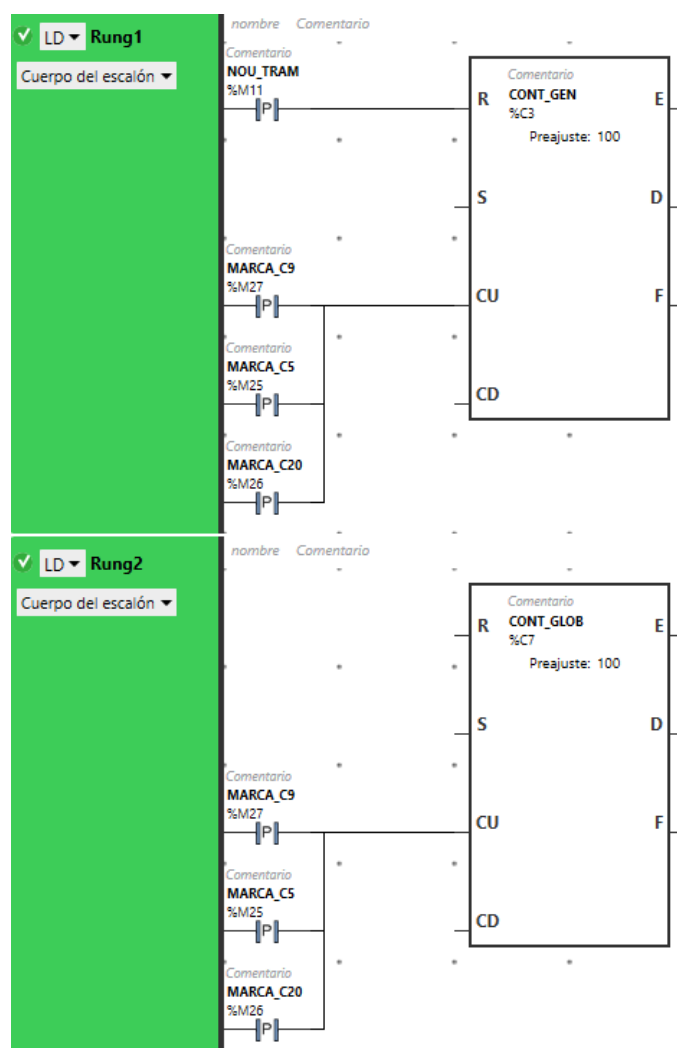 nombre Comentario
LD Rung1
Cuerpo del escalón
Comentario
NOU_TRAM
%M11
P
Comentario
CONT_GEN
%C3
Preajuste: 100
R
E
S
D
Comentario
MARCA_C9
%M27
P
CU
F
Comentario
MARCA_C5
%M25
P
CD
Comentario
MARCA_C20
%M26
P
nombre Comentario
LD Rung2
Cuerpo del escalón
Comentario
CONT_GLOB
%C7
Preajuste: 100
R
E
S
D
Comentario
MARCA_C9
%M27
P
CU
F
Comentario
MARCA_C5
%M25
P
CD
Comentario
MARCA_C20
%M26
P